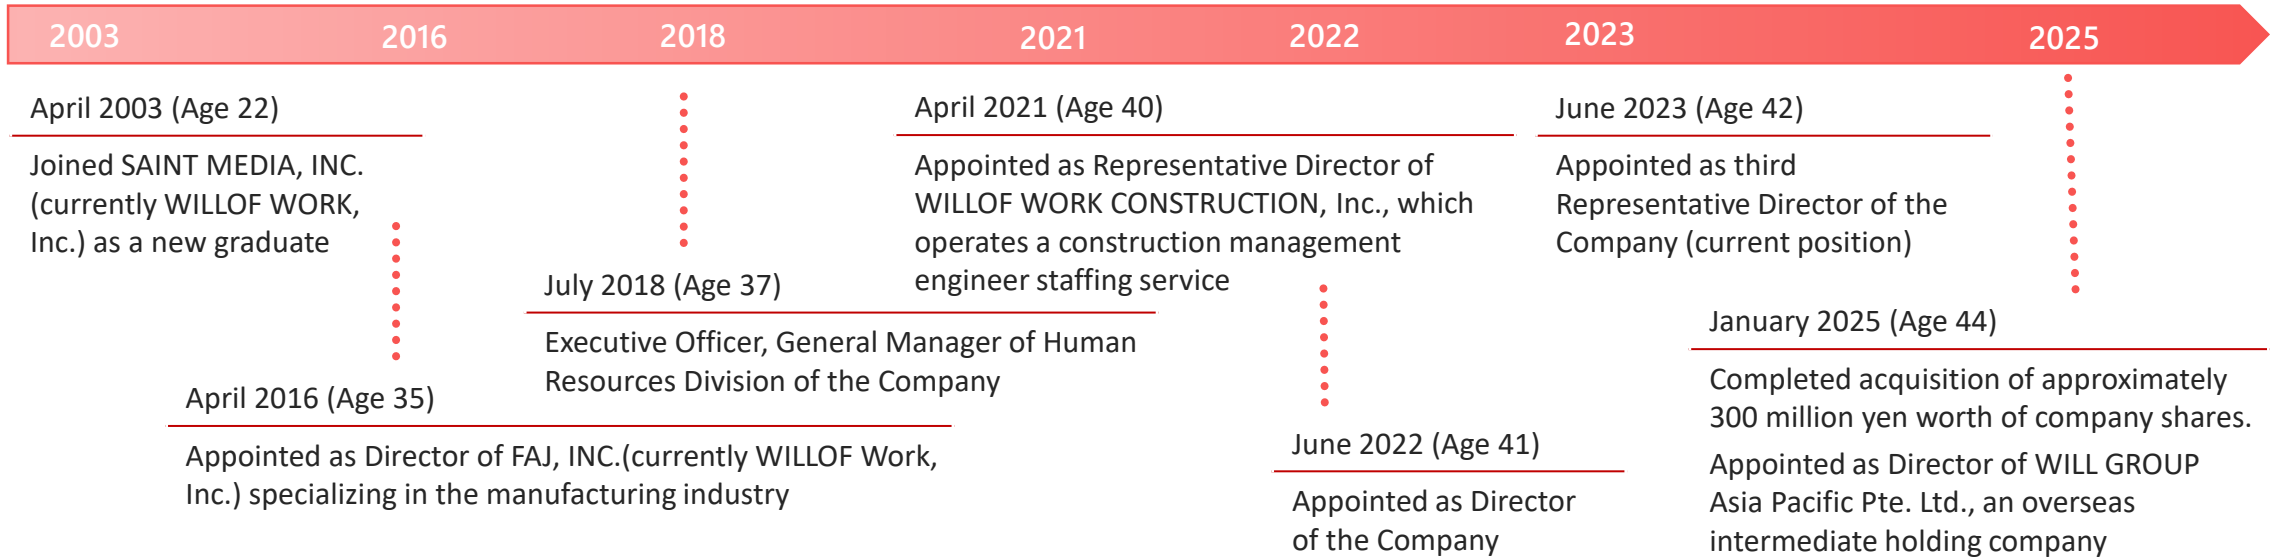 2003
2016
2018
2021
2022
2023
2025
April 2003 (Age 22)
Joined SAINT MEDIA, INC.
(currently WILLOF WORK,
Inc.) as a new graduate
April 2016 (Age 35)
Appointed as Director of FAJ, INC.(currently WILLOF Work,
Inc.) specializing in the manufacturing industry
July 2018 (Age 37)
Executive Officer, General Manager of Human
Resources Division of the Company
April 2021 (Age 40)
Appointed as Representative Director of
WILLOF WORK CONSTRUCTION, Inc., which
operates a construction management
engineer staffing service
June 2022 (Age 41)
Appointed as Director
of the Company
June 2023 (Age 42)
Appointed as third
Representative Director of the
Company (current position)
January 2025 (Age 44)
Completed acquisition of approximately
300 million yen worth of company shares.
Appointed as Director of WILL GROUP
Asia Pacific Pte. Ltd., an overseas
intermediate holding company